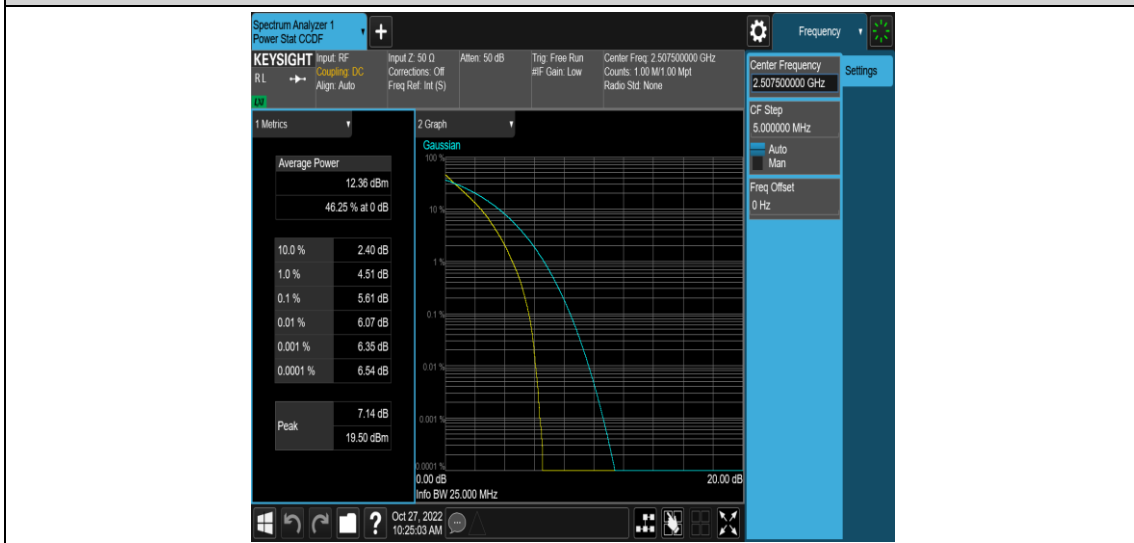 Spectrum Analyzer 1
Power Stat CCDF
+
Frequency
KEYSIGHT
RL
LXI
Input: RF
Coupling: DC
Align: Auto
Input Z: 50 Ω
Corrections: Off
Freq Ref: Int (S)
Atten: 50 dB
Trig: Free Run
#IF Gain: Low
Center Freq: 2.507500000 GHz
Counts: 1.00 M/1.00 Mpt
Radio Std: None
Center Frequency
2.507500000 GHz
Settings
CF Step
5.000000 MHz
Auto
Man
Freq Offset
0 Hz
1 Metrics
Average Power
12.36 dBm
46.25 % at 0 dB
10.0 % 2.40 dB
1.0 % 4.51 dB
0.1 % 5.61 dB
0.01 % 6.07 dB
0.001 % 6.35 dB
0.0001 % 6.54 dB
Peak
7.14 dB
19.50 dBm
2 Graph
Gaussian
100 %
10 %
1 %
0.1 %
0.01 %
0.001 %
0.0001 %
0.00 dB
20.00 dB
Info BW 25.000 MHz
?
Oct 27, 2022
10:25:03 AM